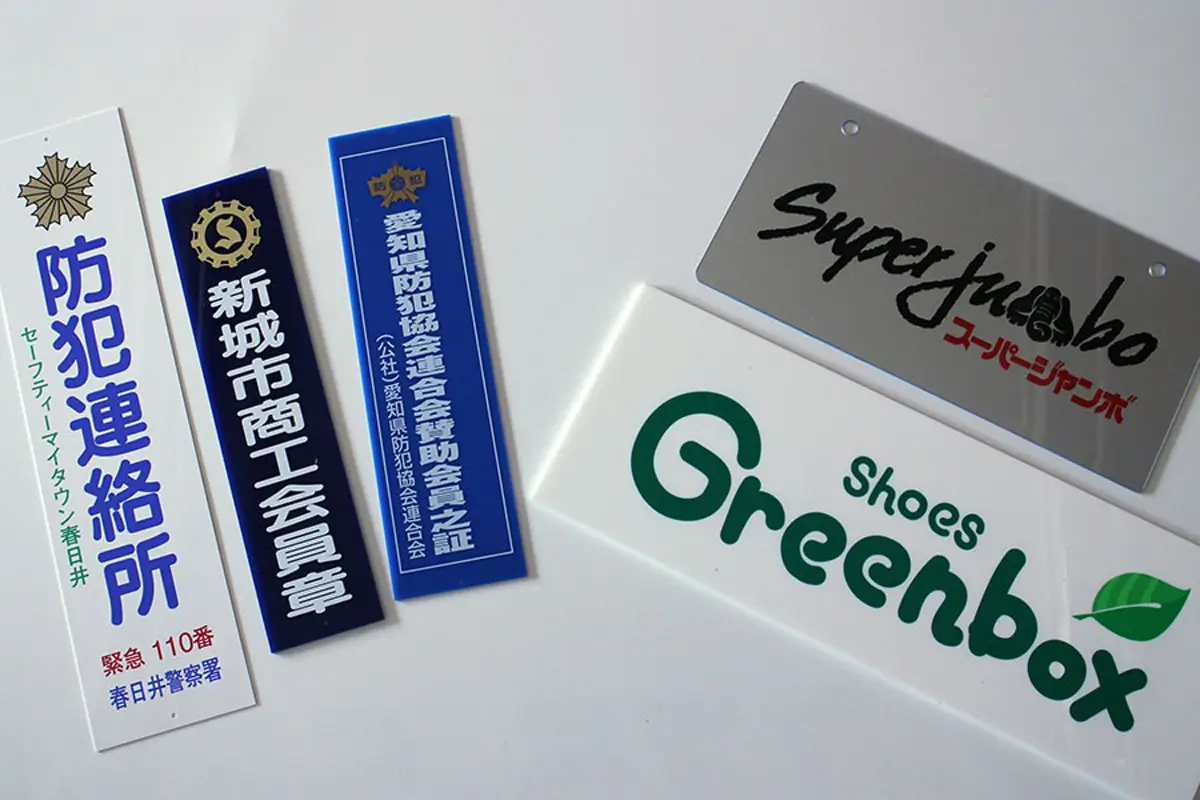 防犯連絡所
セーフティーマイタウン春日井
緊急 110番
春日井警察署
S
新城市商工会員章
防 犯
愛知県防犯協会連合会賛助会員之証
(公社)愛知県防犯協会連合会
Super jumbo
スーパージャンボ
Shoes
Greenbox